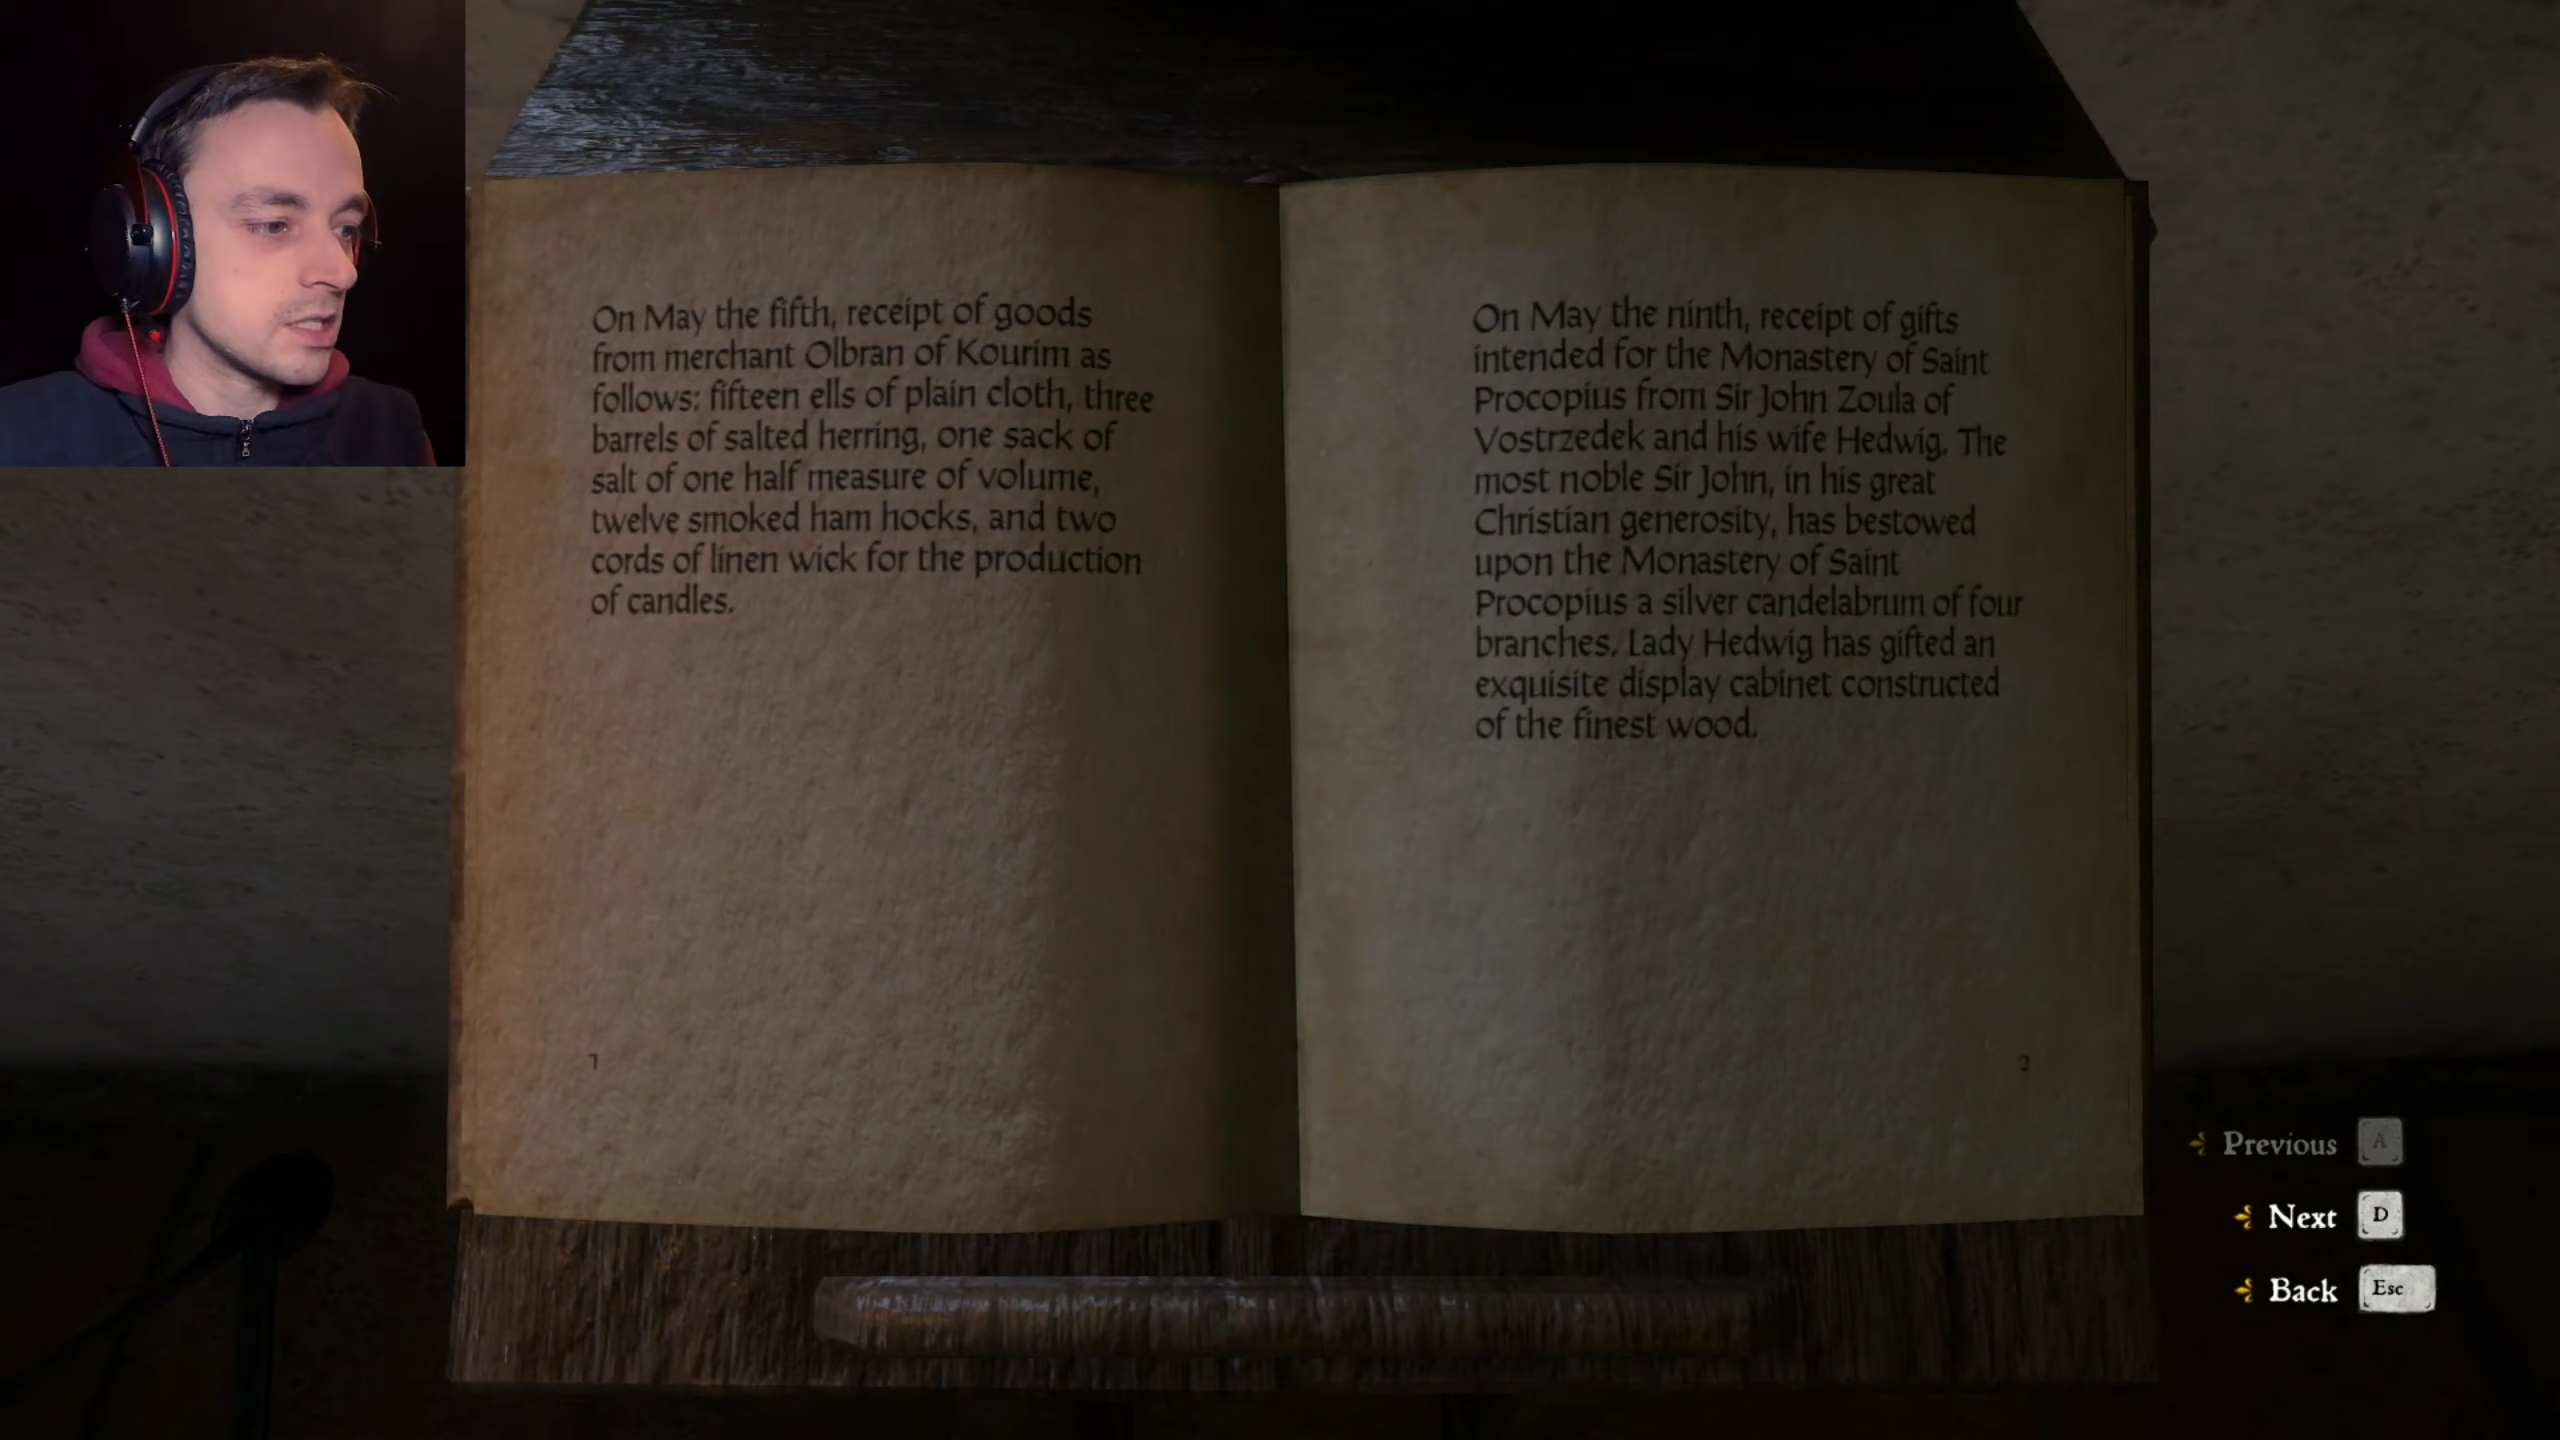 On May the fifth, receipt of goods
from merchant Olbran of Kourim as
follows: fifteen ells of plain cloth, three
barrels of salted herring, one sack of
salt of one half measure of volume,
twelve smoked ham hocks, and two
cords of linen wick for the production
of candles.
1
On May the ninth, receipt of gifts
intended for the Monastery of Saint
Procopius from Sir John Zoula of
Vostrzedek and his wife Hedwig. The
most noble Sir John, in his great
Christian generosity, has bestowed
upon the Monastery of Saint
Procopius a silver candelabrum of four
branches. Lady Hedwig has gifted an
exquisite display cabinet constructed
of the finest wood.
2
Previous A
Next D
Back Esc